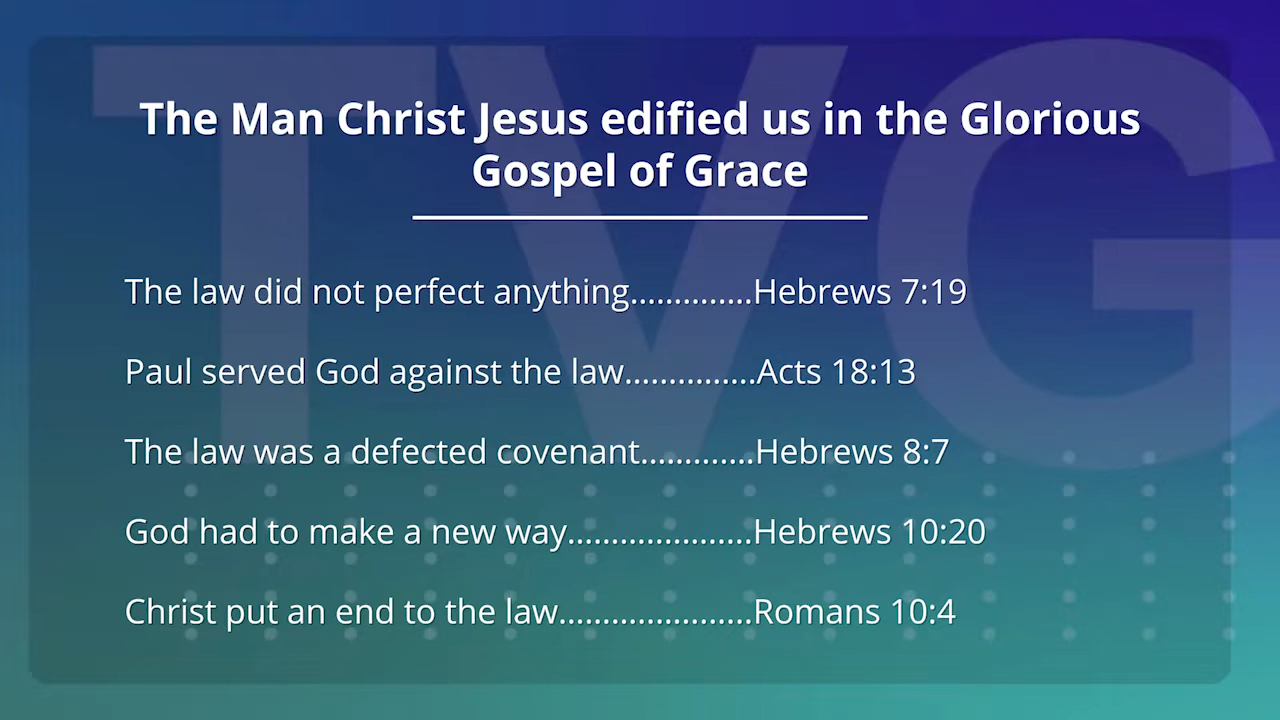 TVG
The Man Christ Jesus edified us in the Glorious
Gospel of Grace
The law did not perfect anything..............Hebrews 7:19
Paul served God against the law...............Acts 18:13
The law was a defected covenant.............Hebrews 8:7
God had to make a new way.....................Hebrews 10:20
Christ put an end to the law......................Romans 10:4